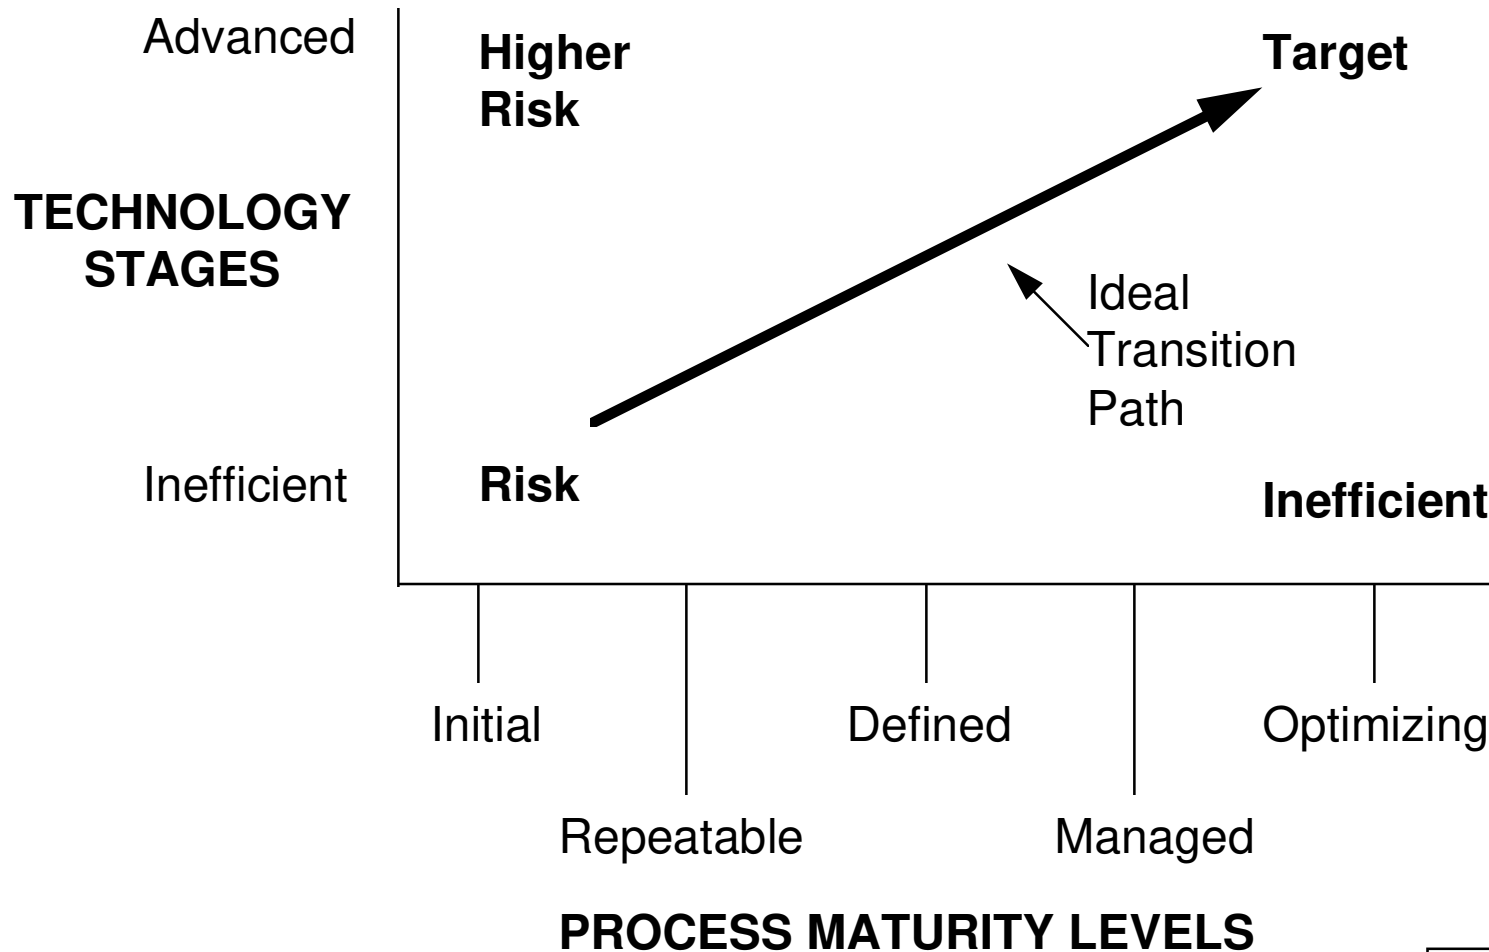 Advanced
Higher
Risk
Target
TECHNOLOGY
STAGES
Ideal
Transition
Path
Inefficient
Risk
Inefficient
Initial
Defined
Optimizing
Repeatable
Managed
PROCESS MATURITY LEVELS